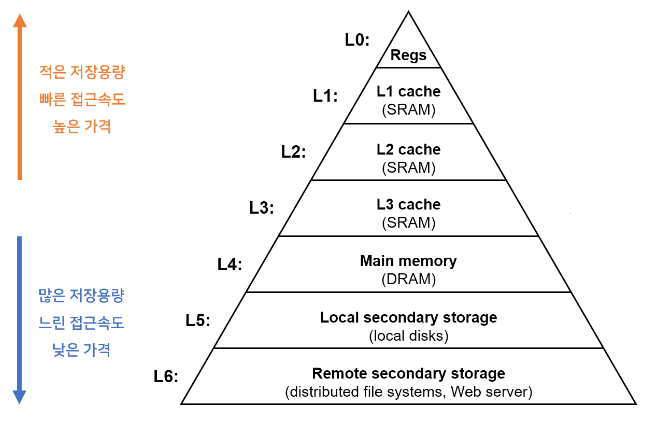 적은 저장용량
빠른 접근속도
높은 가격
많은 저장용량
느린 접근속도
낮은 가격
L0:
Regs
L1:
L1 cache
(SRAM)
L2:
L2 cache
(SRAM)
L3:
L3 cache
(SRAM)
L4:
Main memory
(DRAM)
L5:
Local secondary storage
(local disks)
L6:
Remote secondary storage
(distributed file systems, Web server)